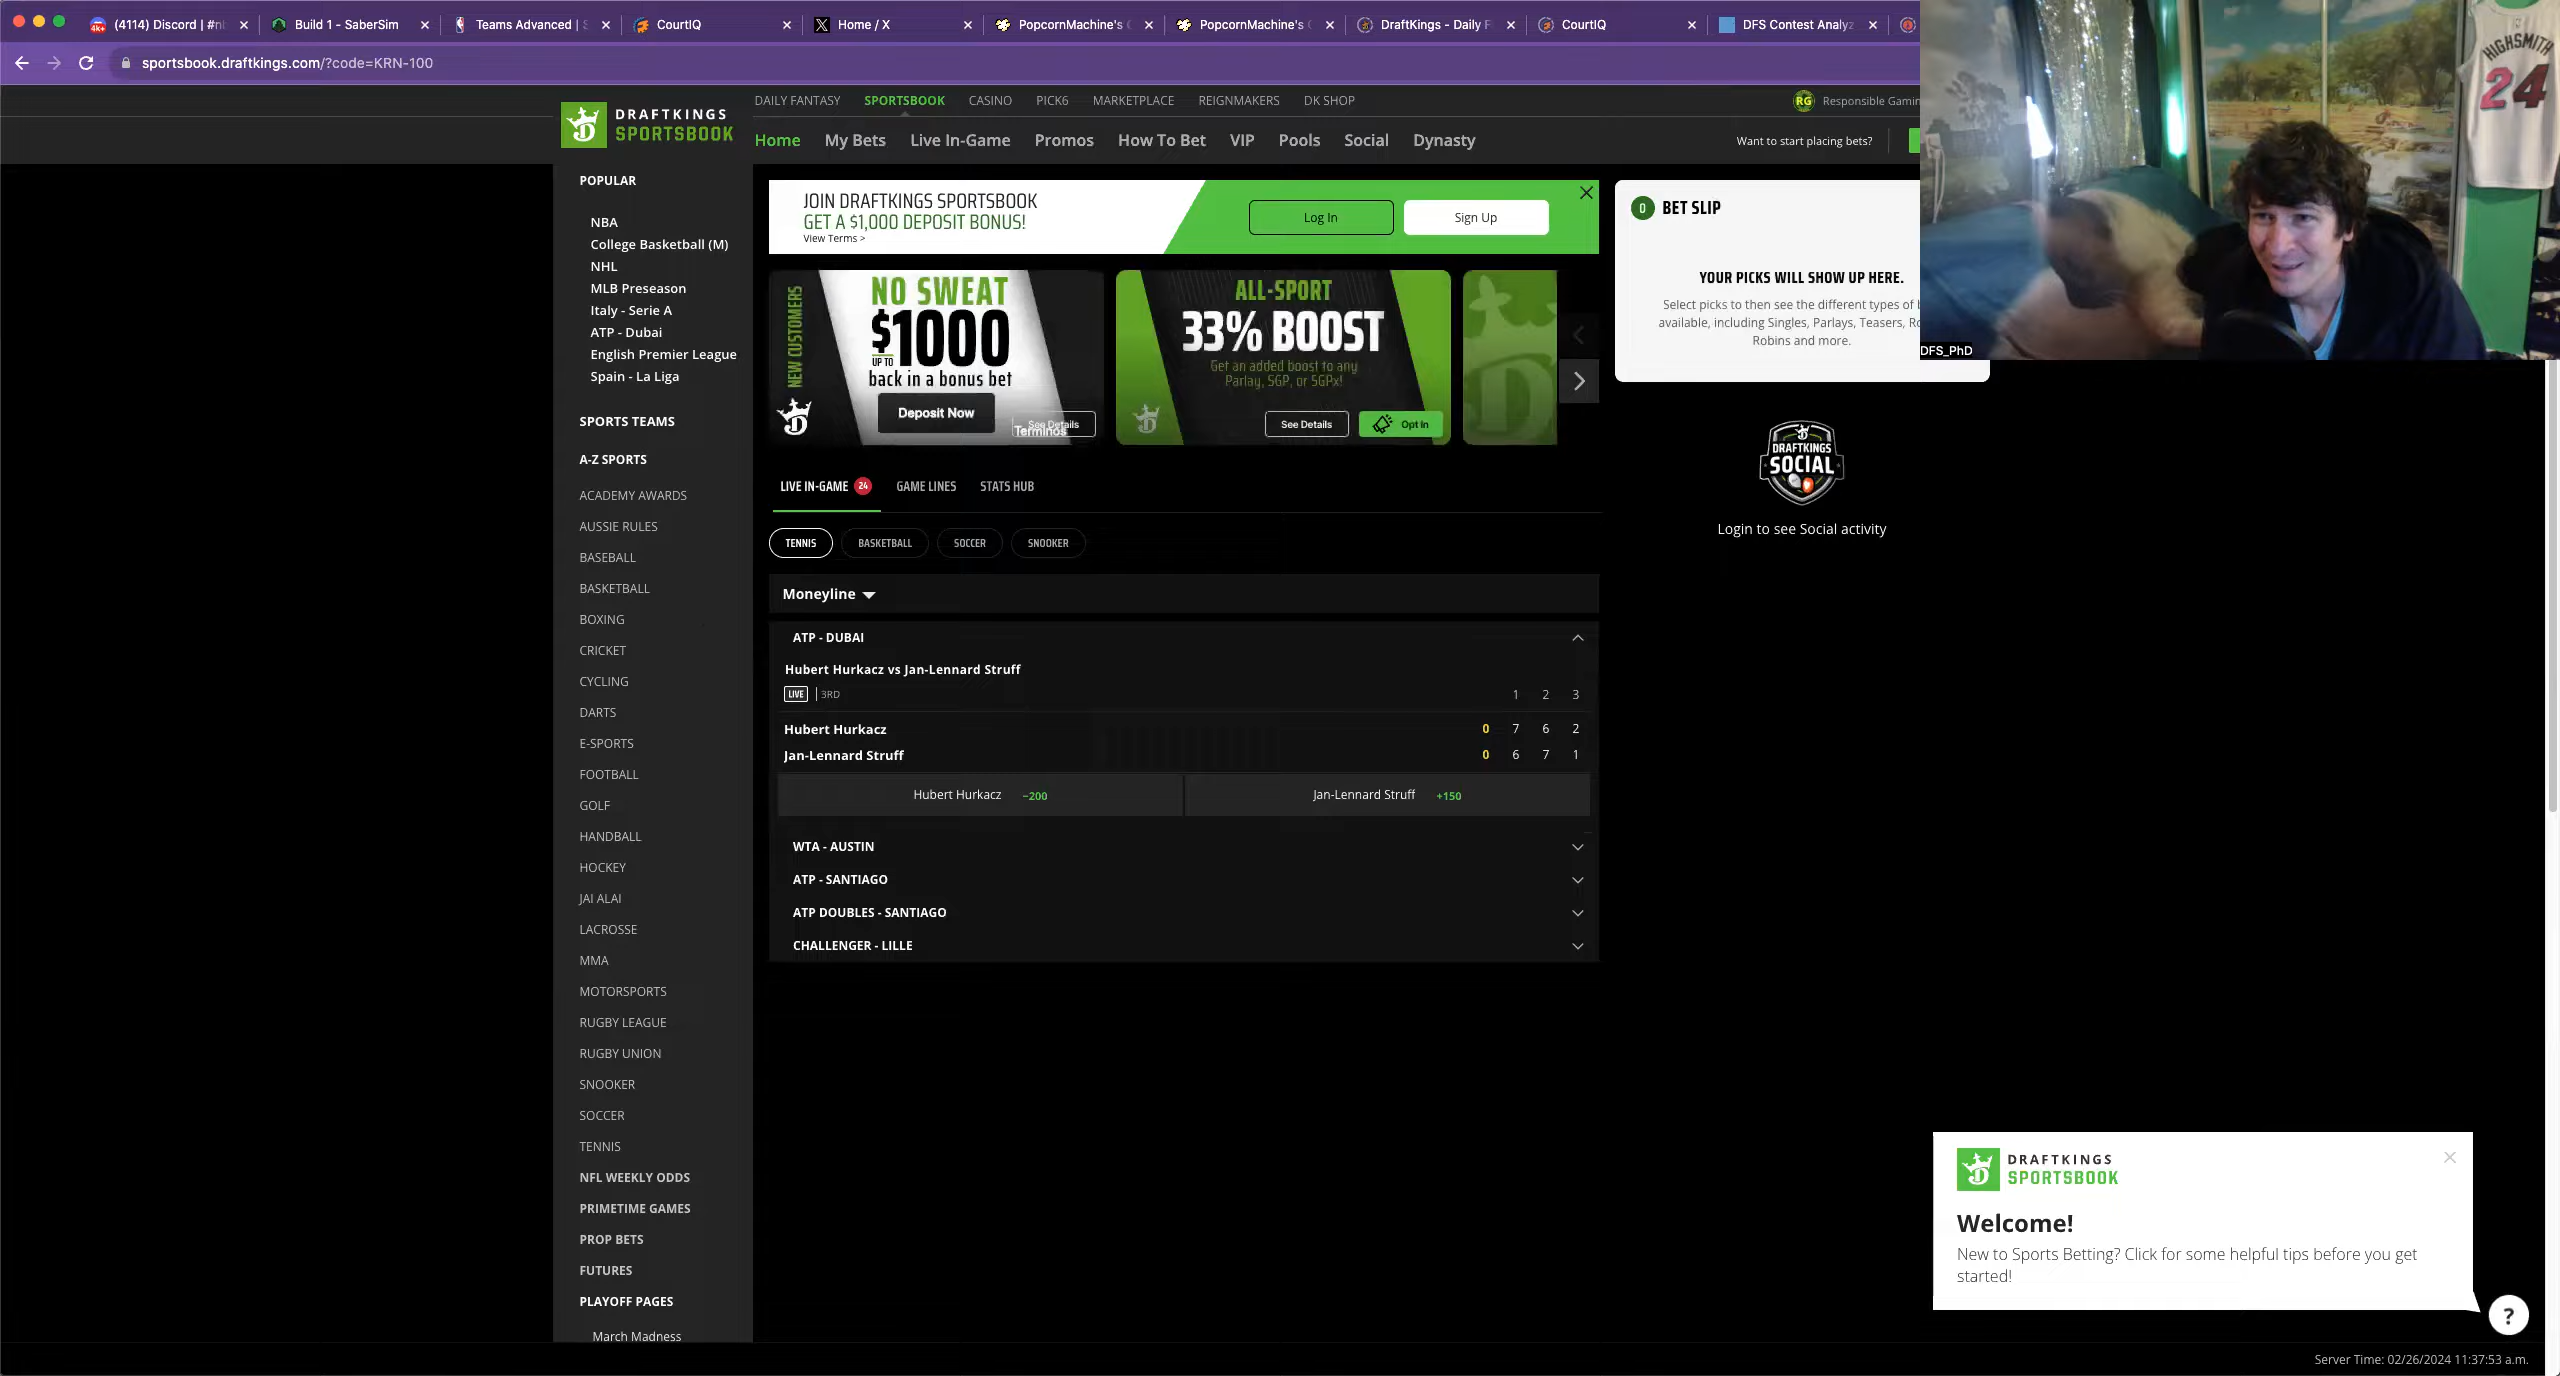 (4114) Discord | #n
Build 1 - SaberSim
Teams Advanced |
CourtIQ
Home / X
PopcornMachine's
PopcornMachine's
DraftKings - Daily F
CourtIQ
DFS Contest Analyz
sportsbook.draftkings.com/?code=KRN-100
DRAFTKINGS
SPORTSBOOK
DAILY FANTASY
SPORTSBOOK
CASINO
PICK6
MARKETPLACE
REIGNMAKERS
DK SHOP
RG
Responsible Gamin
Home
My Bets
Live In-Game
Promos
How To Bet
VIP
Pools
Social
Dynasty
Want to start placing bets?
HIGHSMITH
24
DFS_PhD
POPULAR
NBA
College Basketball (M)
NHL
MLB Preseason
Italy - Serie A
ATP - Dubai
English Premier League
Spain - La Liga
SPORTS TEAMS
A-Z SPORTS
ACADEMY AWARDS
AUSSIE RULES
BASEBALL
BASKETBALL
BOXING
CRICKET
CYCLING
DARTS
E-SPORTS
FOOTBALL
GOLF
HANDBALL
HOCKEY
JAI ALAI
LACROSSE
MMA
MOTORSPORTS
RUGBY LEAGUE
RUGBY UNION
SNOOKER
SOCCER
TENNIS
NFL WEEKLY ODDS
PRIMETIME GAMES
PROP BETS
FUTURES
PLAYOFF PAGES
March Madness
JOIN DRAFTKINGS SPORTSBOOK
GET A $1,000 DEPOSIT BONUS!
View Terms >
Log In
Sign Up
NEW CUSTOMERS
NO SWEAT
UP TO $1000
back in a bonus bet
Deposit Now
See Details
Terminos
ALL-SPORT
33% BOOST
Get an added boost to any
Parlay, SGP, or SGPx!
See Details
Opt In
LIVE IN-GAME 24
GAME LINES
STATS HUB
TENNIS
BASKETBALL
SOCCER
SNOOKER
Moneyline
ATP - DUBAI
Hubert Hurkacz vs Jan-Lennard Struff
LIVE | 3RD
1 2 3
Hubert Hurkacz 0 7 6 2
Jan-Lennard Struff 0 6 7 1
Hubert Hurkacz −200
Jan-Lennard Struff +150
WTA - AUSTIN
ATP - SANTIAGO
ATP DOUBLES - SANTIAGO
CHALLENGER - LILLE
0 BET SLIP
YOUR PICKS WILL SHOW UP HERE.
Select picks to then see the different types of
available, including Singles, Parlays, Teasers,
Robins and more.
DRAFTKINGS
SOCIAL
Login to see Social activity
DRAFTKINGS
SPORTSBOOK
Welcome!
New to Sports Betting? Click for some helpful tips before you get
started!
?
Server Time: 02/26/2024 11:37:53 a.m.